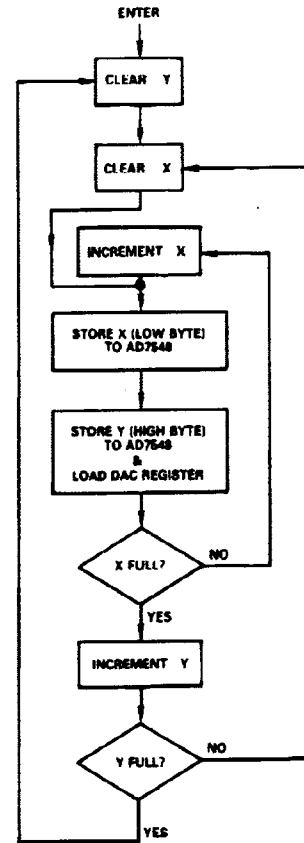 ENTER
CLEAR Y
CLEAR X
INCREMENT X
STORE X (LOW BYTE)
TO AD7548
STORE Y (HIGH BYTE)
TO AD7548
&
LOAD DAC REGISTER
X FULL?
NO
YES
INCREMENT Y
Y FULL?
NO
YES